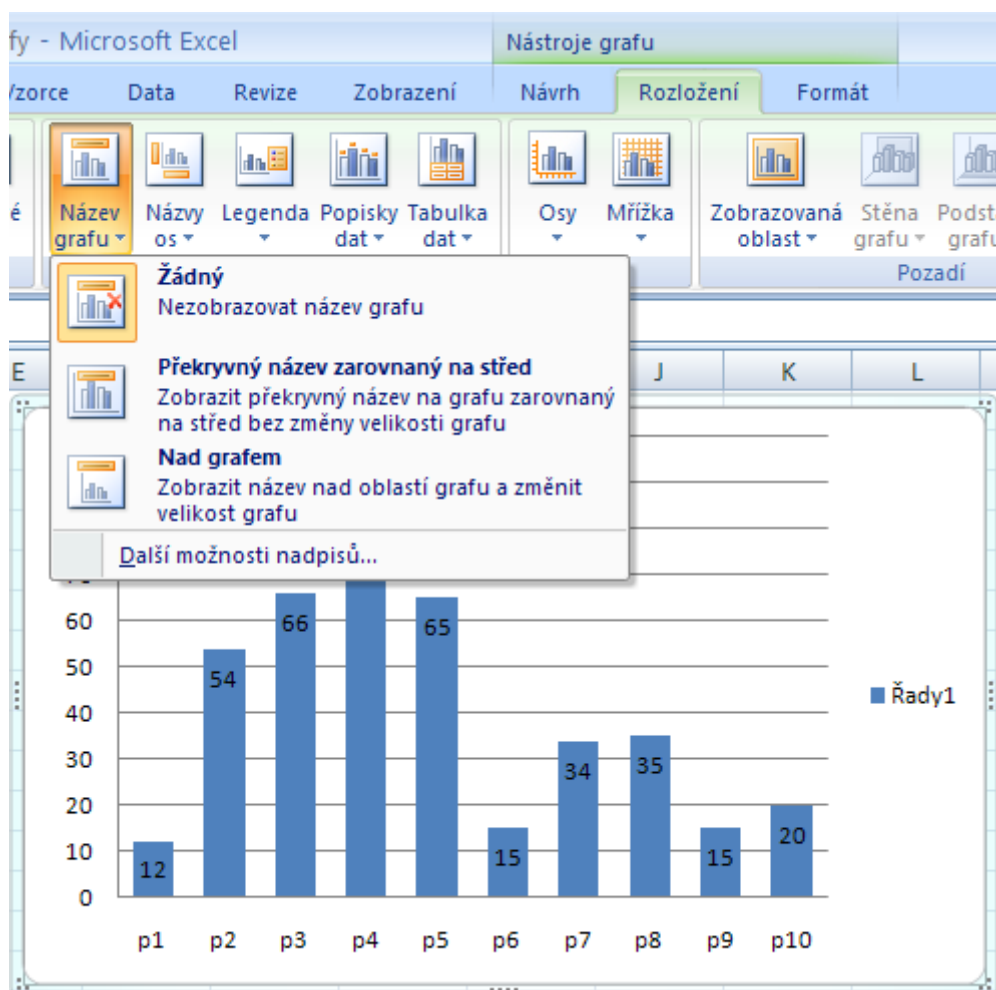 fy - Microsoft Excel
Nástroje grafu
Vzorce Data Revize Zobrazení Návrh Rozložení Formát
é Název grafu Názvy os Legenda Popisky dat Tabulka dat Osy Mřížka Zobrazovaná oblast Stěna grafu Podst grafu
Pozadí
Žádný
Nezobrazovat název grafu
Překryvný název zarovnaný na střed
Zobrazit překryvný název na grafu zarovnaný
na střed bez změny velikosti grafu
Nad grafem
Zobrazit název nad oblastí grafu a změnit
velikost grafu
Další možnosti nadpisů...
E J K L
60
50
40
30
20
10
0
12 54 66 65 15 34 35 15 20
Řady1
p1 p2 p3 p4 p5 p6 p7 p8 p9 p10